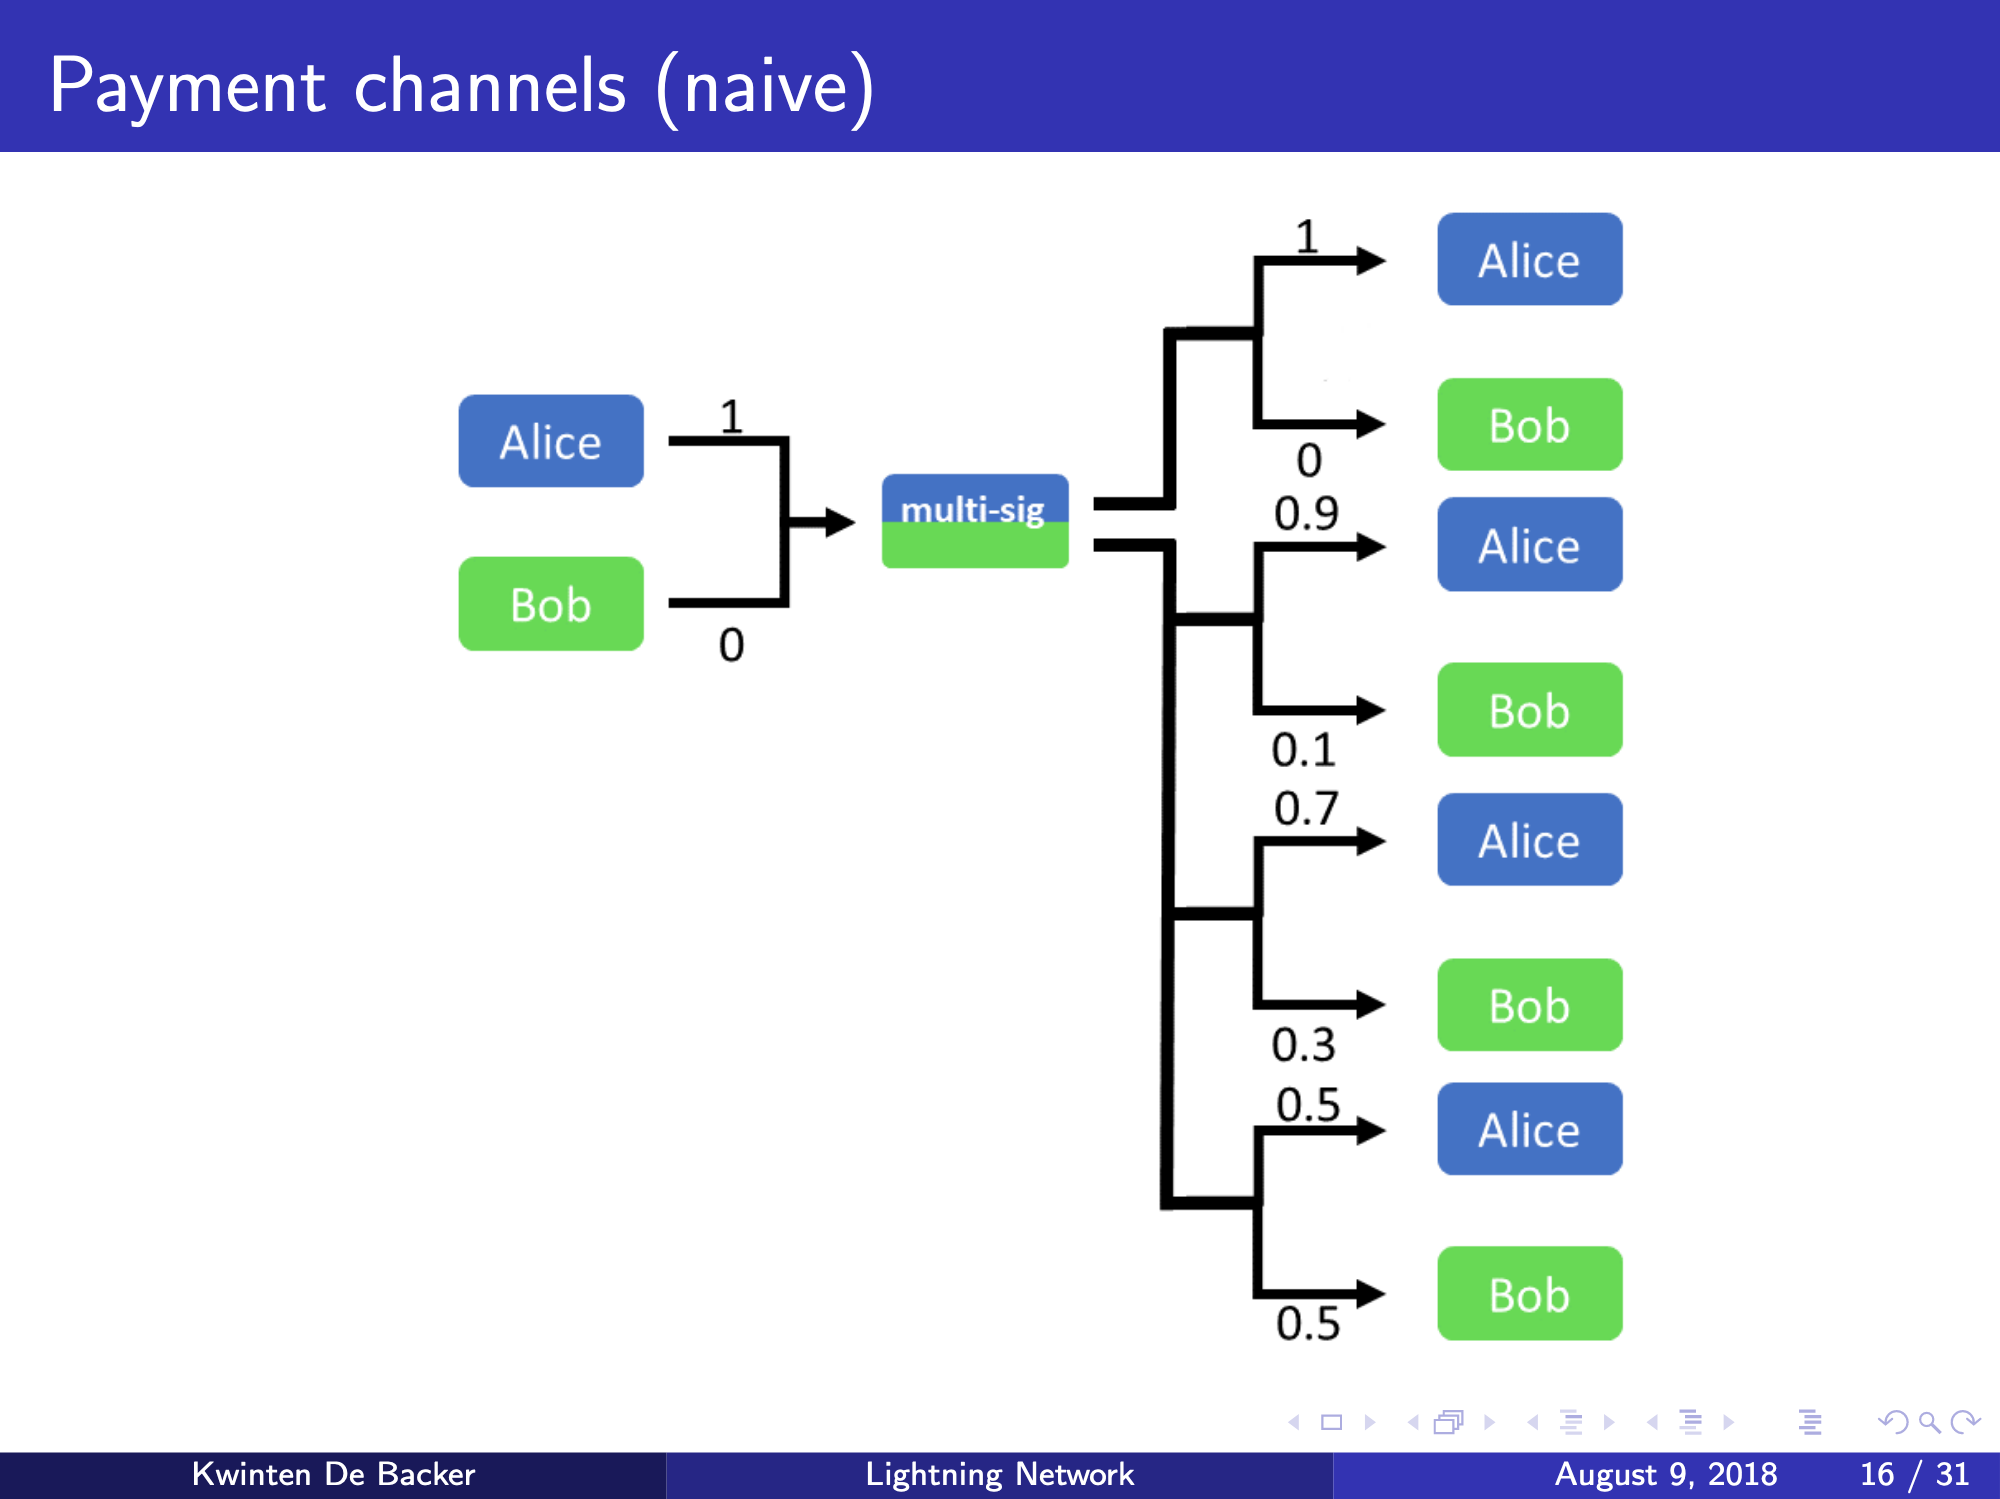 Payment channels (naive)
1
Alice
Alice
1
Bob
0
multi-sig
0.9
Alice
Bob
0
Bob
0.1
0.7
Alice
Bob
0.3
0.5
Alice
Bob
0.5
Kwinten De Backer
Lightning Network
August 9, 2018
16 / 31